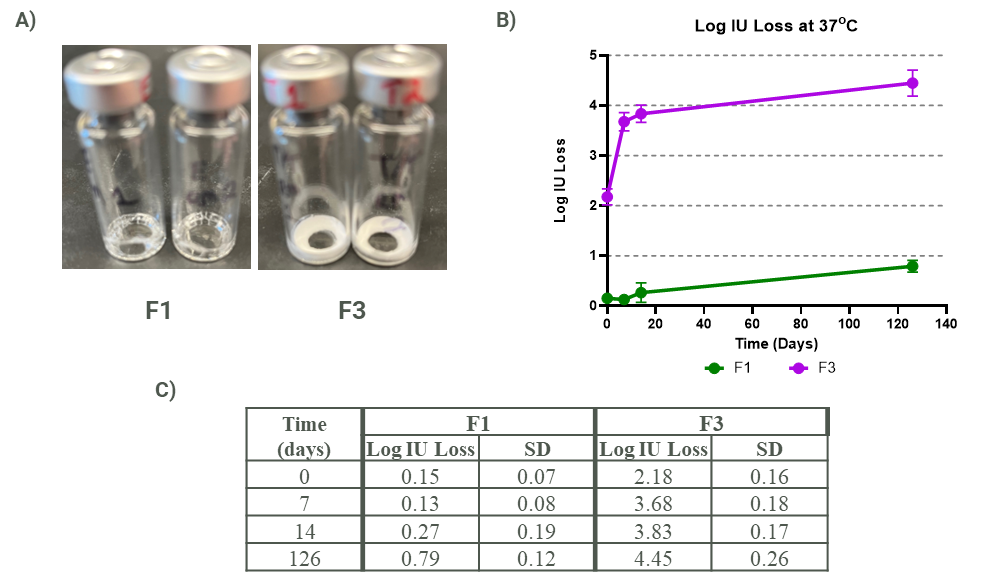 A)
B)
Log IU Loss at 37°C
1
T2
F1
F3
Log IU Loss
5
4
3
2
1
0
0 20 40 60 80 100 120 140
Time (Days)
F1 F3
C)
Time (days) F1 F3
Log IU Loss SD Log IU Loss SD
0 0.15 0.07 2.18 0.16
7 0.13 0.08 3.68 0.18
14 0.27 0.19 3.83 0.17
126 0.79 0.12 4.45 0.26